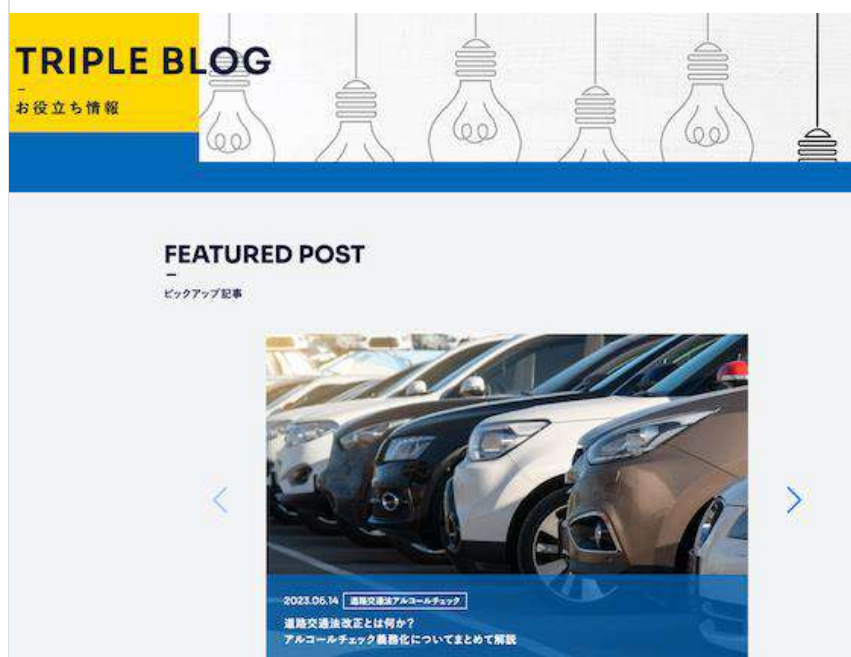 TRIPLE BLOG
お役立ち情報
FEATURED POST
ピックアップ記事
2023.06.14 道路交通法アルコールチェック
道路交通法改正とは何か？
アルコールチェック義務化についてまとめて解説